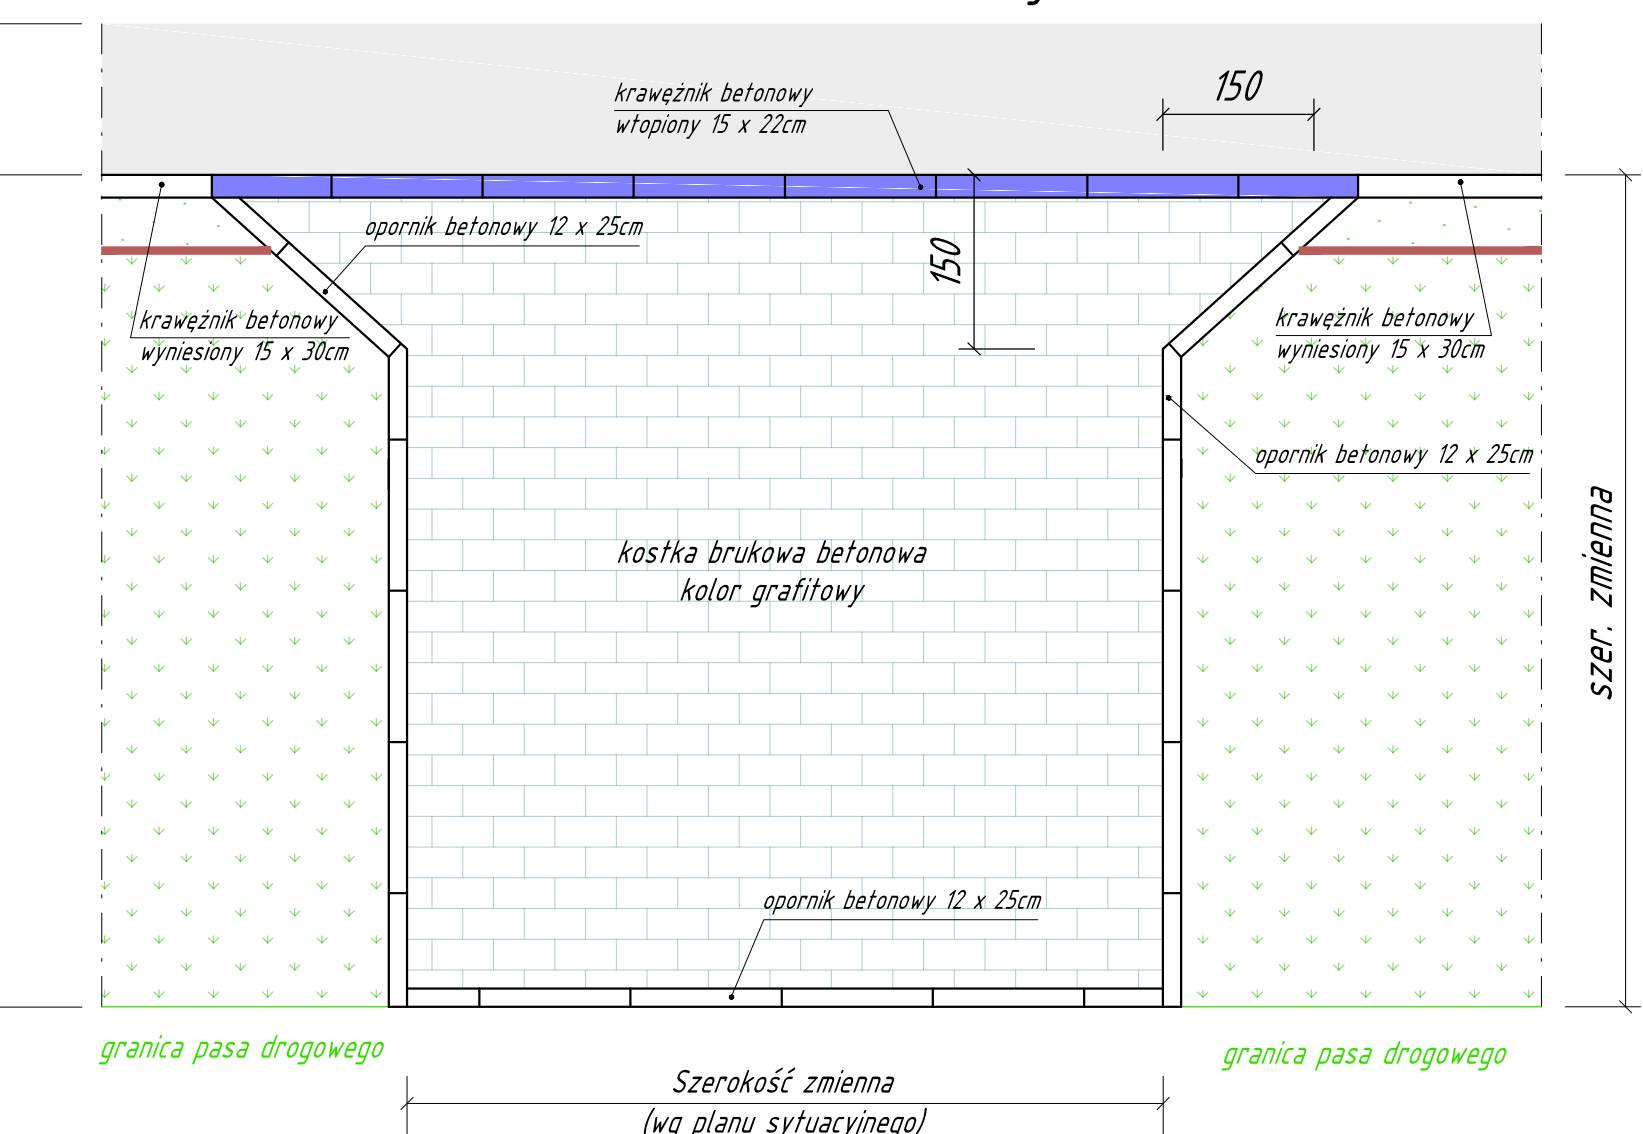 150
krawężnik betonowy
wtopiony 15 x 22cm
opornik betonowy 12 x 25cm
150
krawężnik betonowy
wyniesiony 15 x 30cm
krawężnik betonowy
wyniesiony 15 x 30cm
opornik betonowy 12 x 25cm
szer. zmienna
kostka brukowa betonowa
kolor grafitowy
opornik betonowy 12 x 25cm
granica pasa drogowego
granica pasa drogowego
Szerokość zmienna
(wg planu sytuacyjnego)